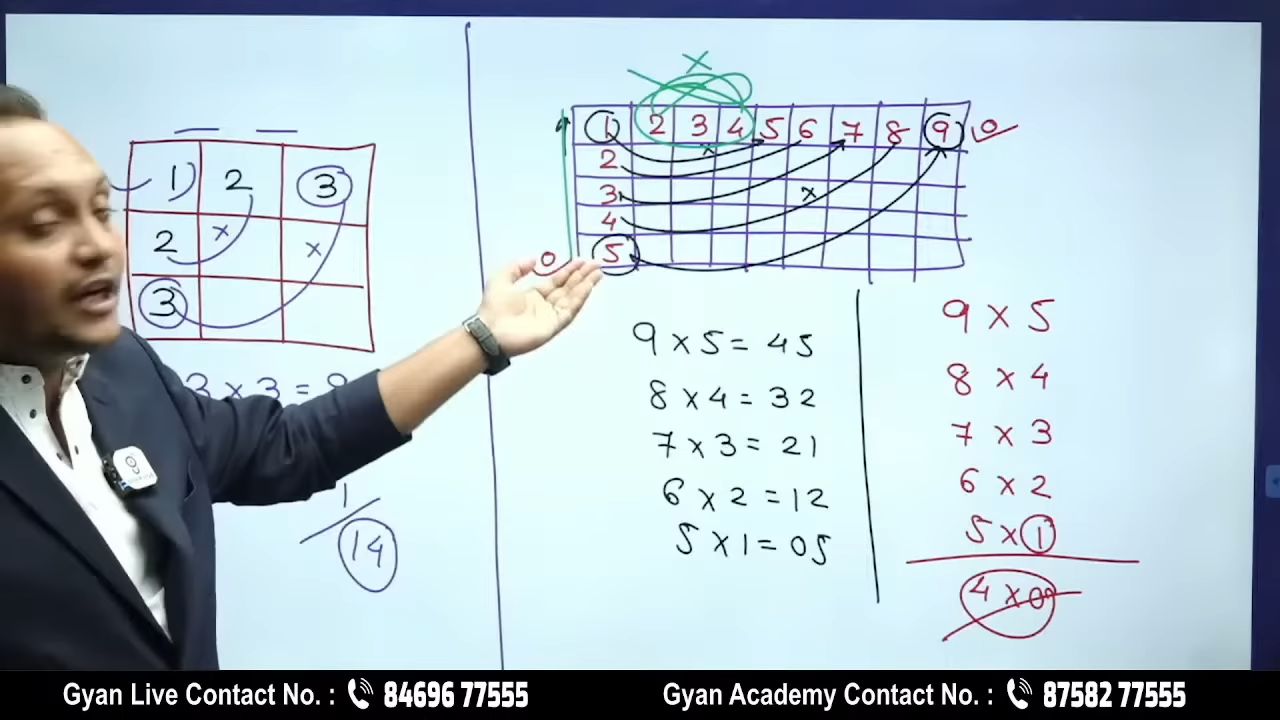 1 2 3
2 x x
3
3 x 3 = 9
1
14
x
1 2 3 4 5 6 7 8 9
2 x
3 x
4
5
9 x 5 = 45
8 x 4 = 32
7 x 3 = 21
6 x 2 = 12
5 x 1 = 05
9 x 5
8 x 4
7 x 3
6 x 2
5 x 1
4 x 0
Gyan Live Contact No. : 84696 77555
Gyan Academy Contact No. : 87582 77555